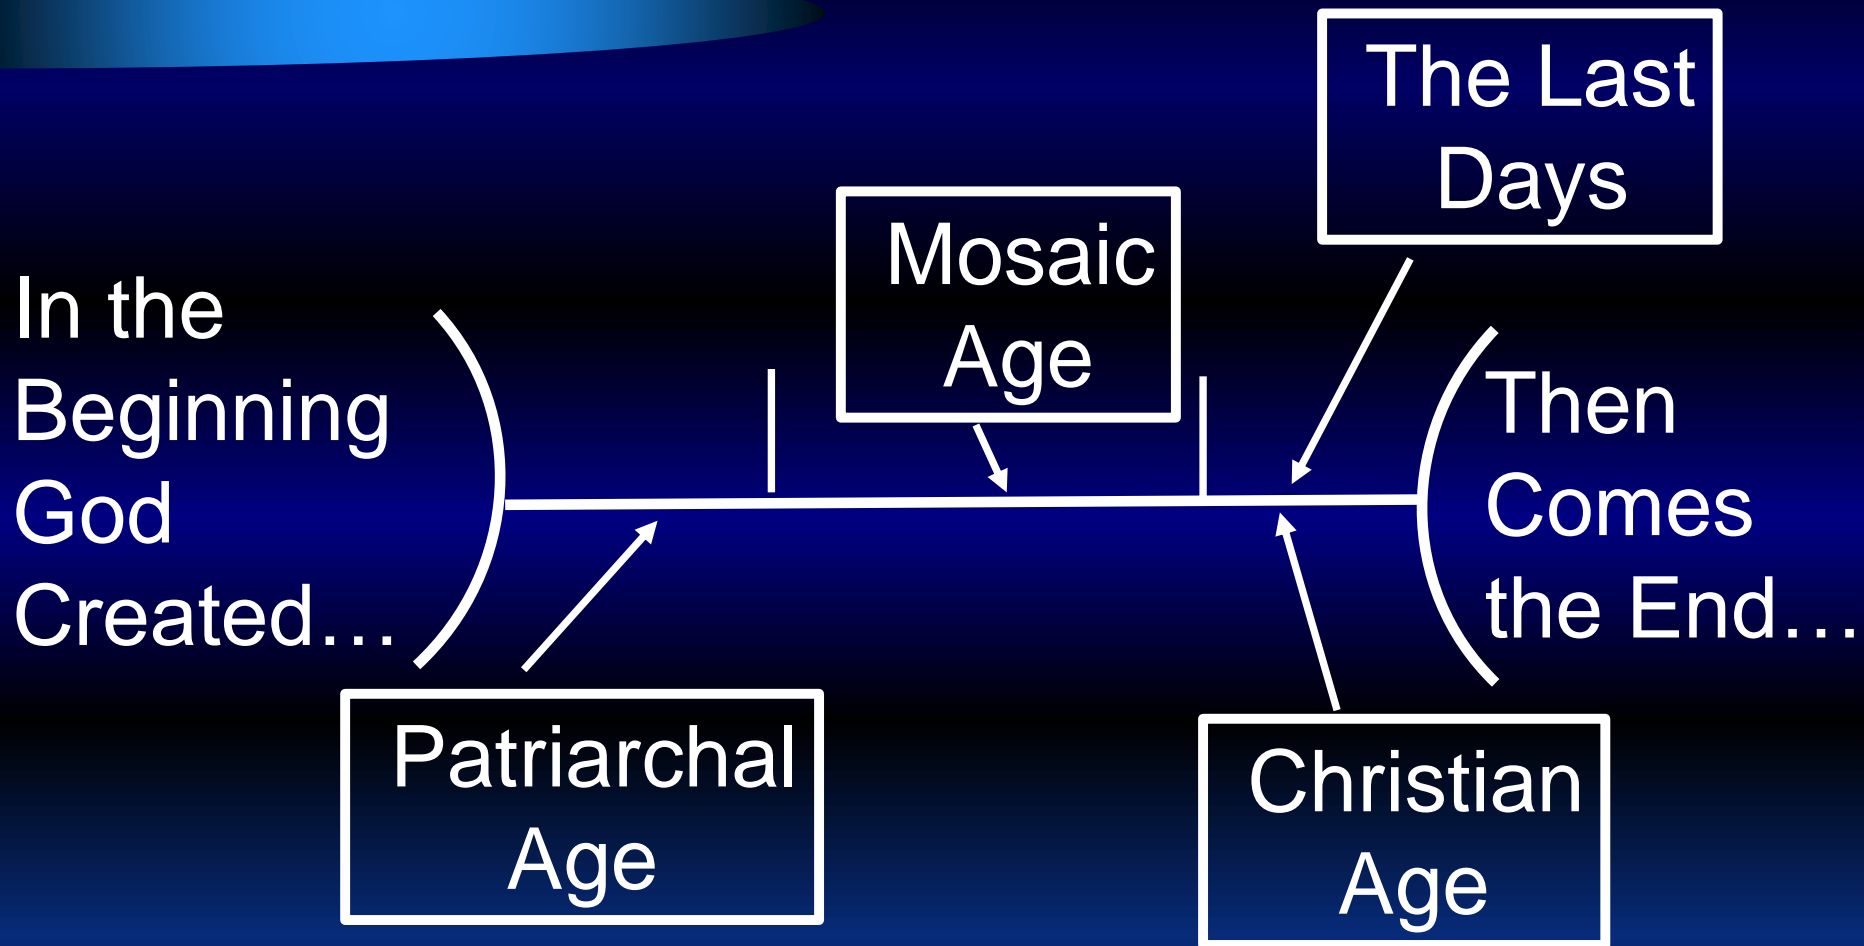 In the
Beginning
God
Created…
Patriarchal
Age
Mosaic
Age
The Last
Days
Christian
Age
Then
Comes
the End…